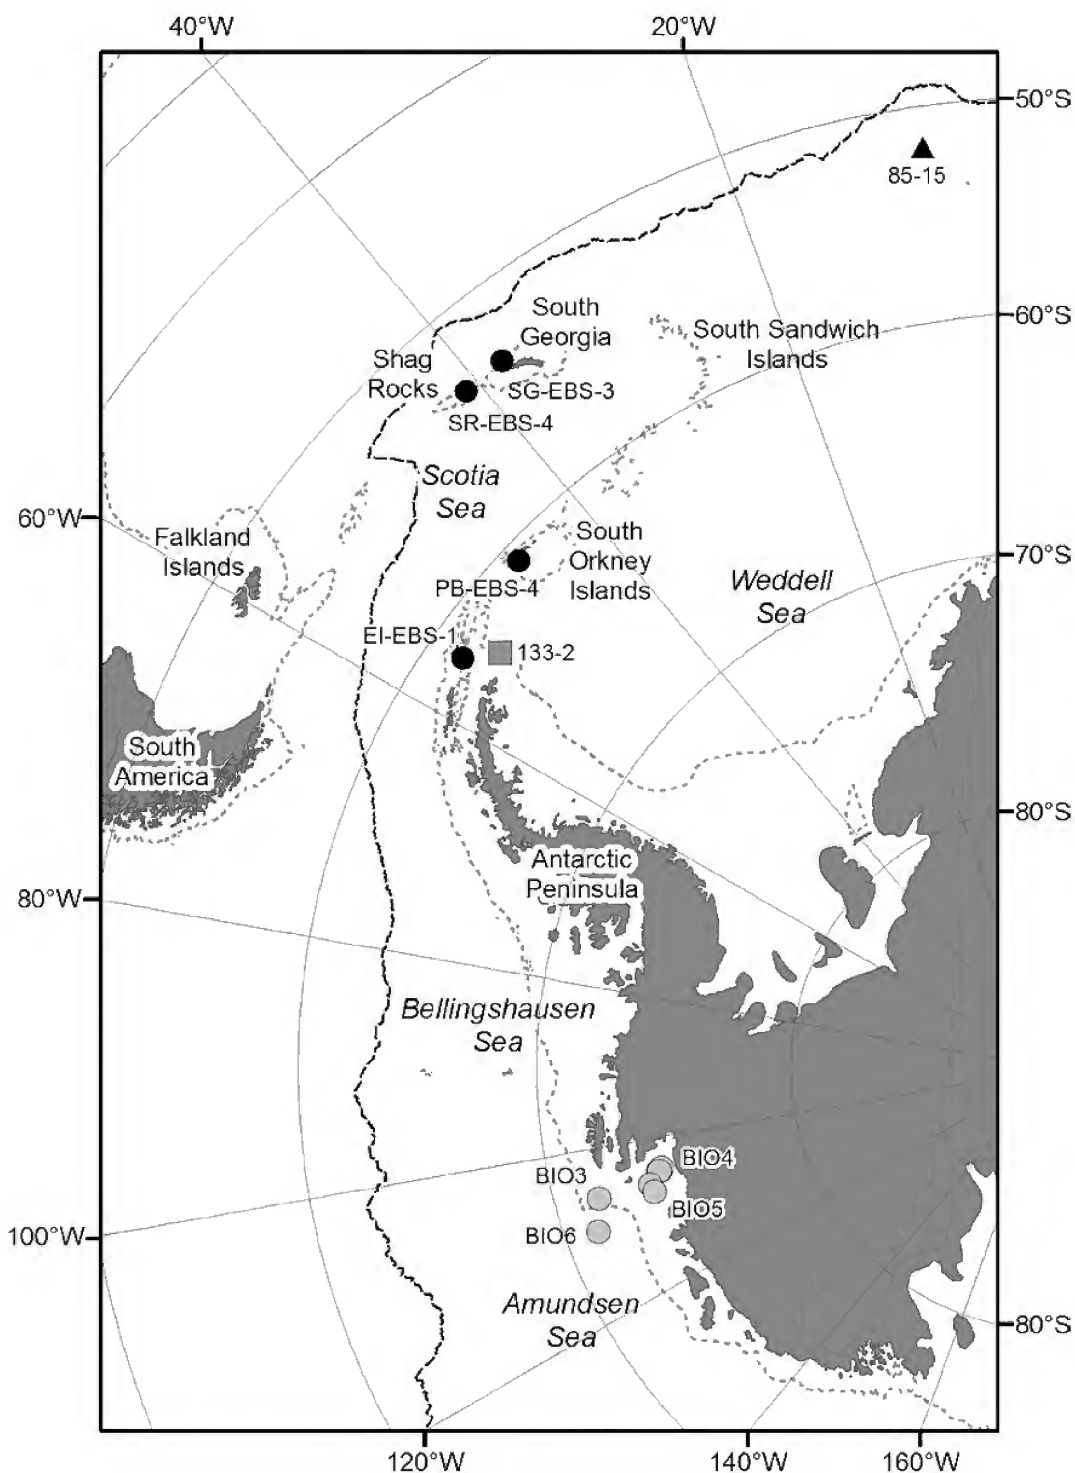 40°W
20°W
50°S
85-15
60°S
South
Georgia
South Sandwich
Islands
Shag
Rocks
SG-EBS-3
SR-EBS-4
Scotia
Sea
60°W
Falkland
Islands
South
Orkney
Islands
70°S
Weddell
Sea
PB-EBS-4
EI-EBS-1
133-2
South
America
80°S
Antarctic
Peninsula
80°W
Bellingshausen
Sea
BIO4
BIO3
BIO5
100°W
BIO6
Amundsen
Sea
80°S
120°W
140°W
160°W